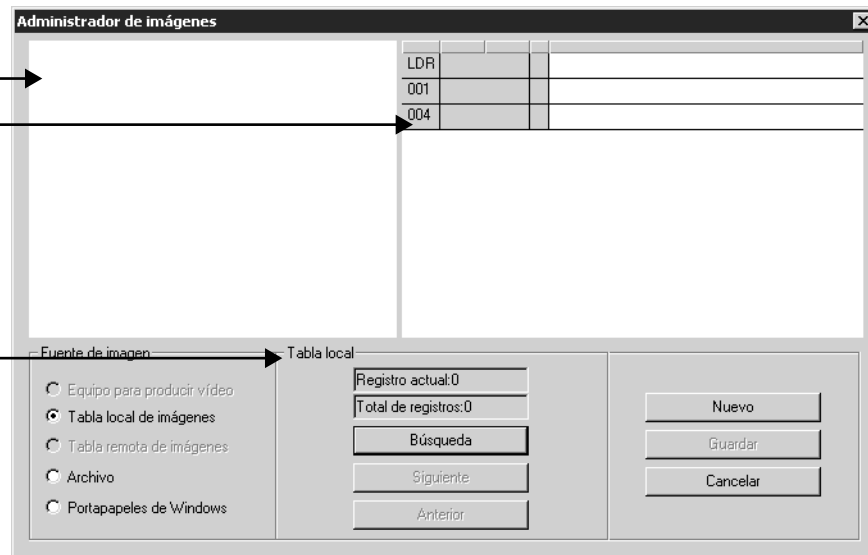 Administrador de imágenes
LDR
001
004
Fuente de imagen
Equipo para producir vídeo
Tabla local de imágenes
Tabla remota de imágenes
Archivo
Portapapeles de Windows
Tabla local
Registro actual:0
Total de registros:0
Búsqueda
Siguiente
Anterior
Nuevo
Guardar
Cancelar